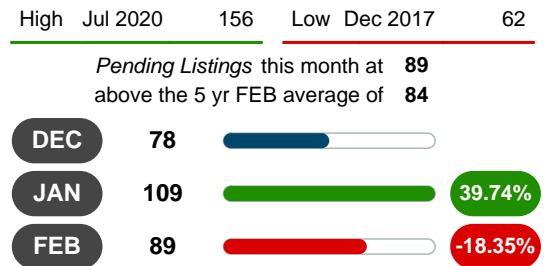 High Jul 2020 156 Low Dec 2017 62
Pending Listings this month at 89
above the 5 yr FEB average of 84
DEC 78
JAN 109 39.74%
FEB 89 -18.35%